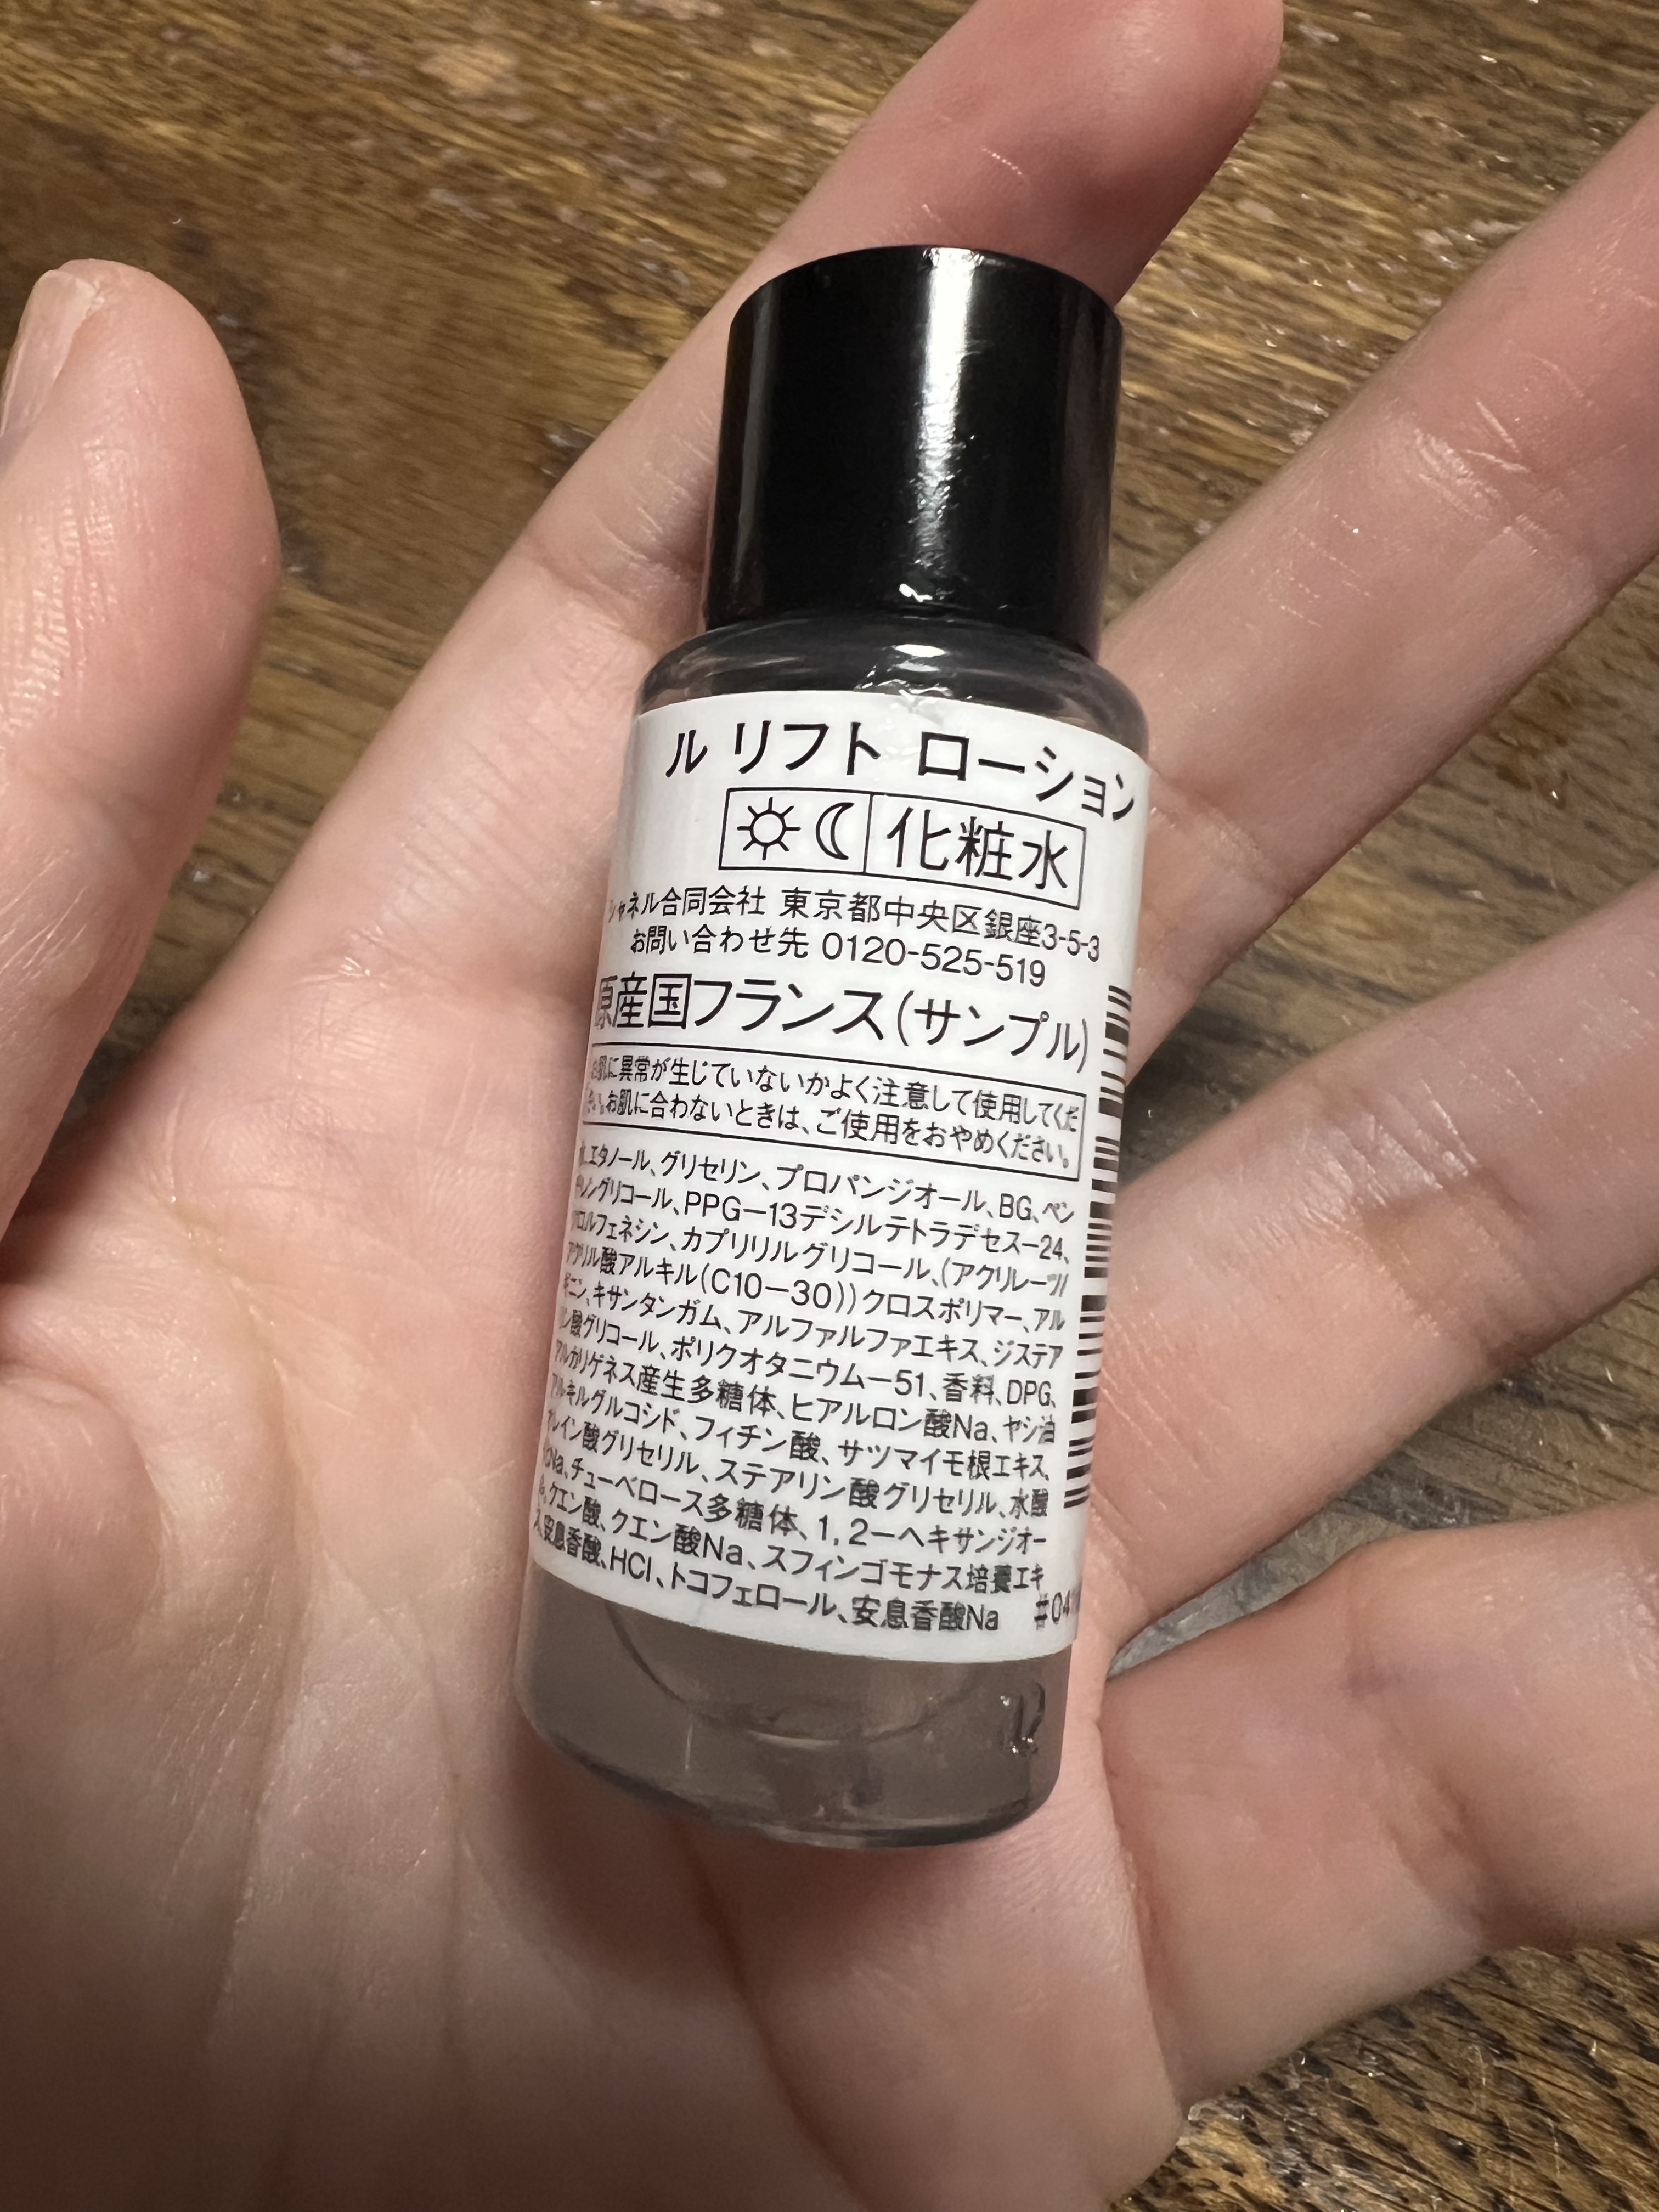 ル リフト ローション
化粧水
シャネル合同会社 東京都中央区銀座3-5-3
お問い合わせ先 0120-525-519
原産国フランス(サンプル)
お肌に異常が生じていないかよく注意して使用してくだ
さい。お肌に合わないときは、ご使用をおやめください。
水、エタノール、グリセリン、プロパンジオール、BG、ペン
チレングリコール、PPG－13デシルテトラデセスー24、
クロルフェネシン、カプリリルグリコール、(アクリレーツ/
アクリル酸アルキル(C10－30))クロスポリマー、アル
ギニン、キサンタンガム、アルファルファエキス、ジステア
リン酸グリコール、ポリクオタニウムー51、香料、DPG、
アルカリゲネス産生多糖体、ヒアルロン酸Na、ヤシ油
アルキルグルコシド、フィチン酸、サツマイモ根エキス、
オレイン酸グリセリル、ステアリン酸グリセリル、水酸
化Na、チューベロース多糖体、1, 2－ヘキサンジオー
ル、クエン酸、クエン酸Na、スフィンゴモナス培養エキ
ス、安息香酸、HCl、トコフェロール、安息香酸Na
12